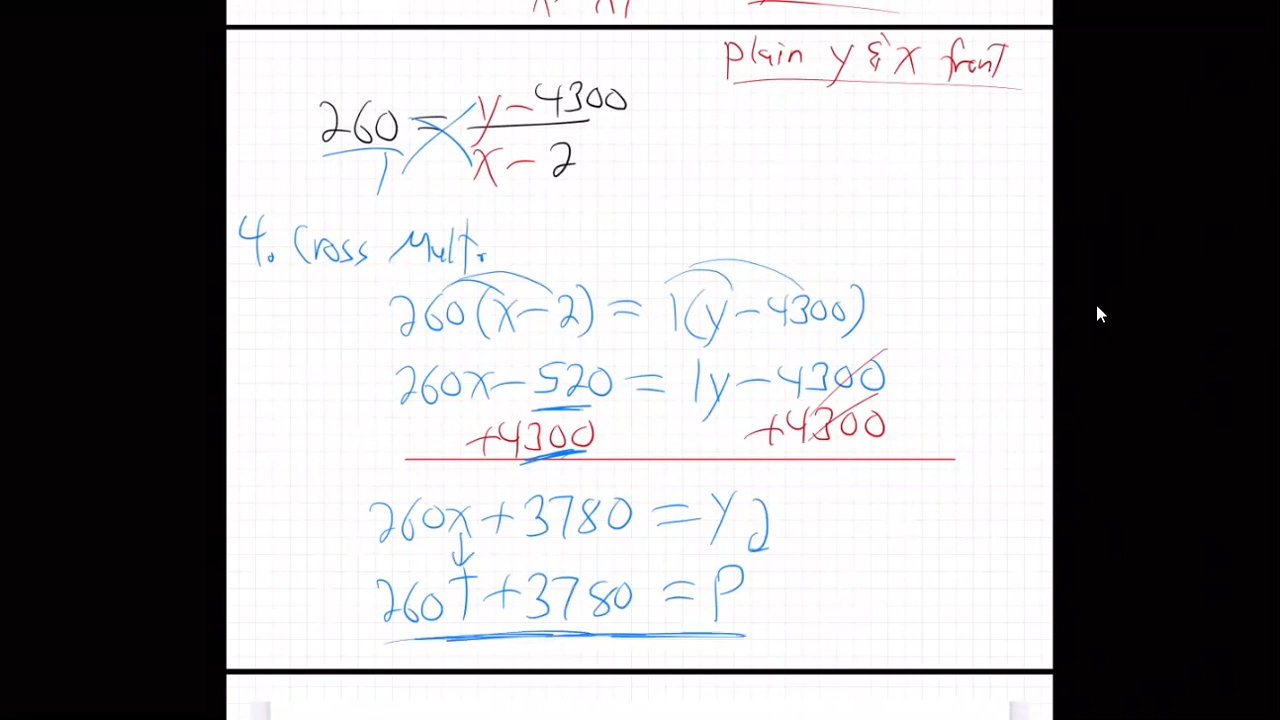 plain y & x front
260 = y - 4300
1 x - 2
4. Cross Mult.
260(x - 2) = 1(y - 4300)
260x - 520 = 1y - 4300
+4300 +4300
260x + 3780 = y
260T + 3780 = P